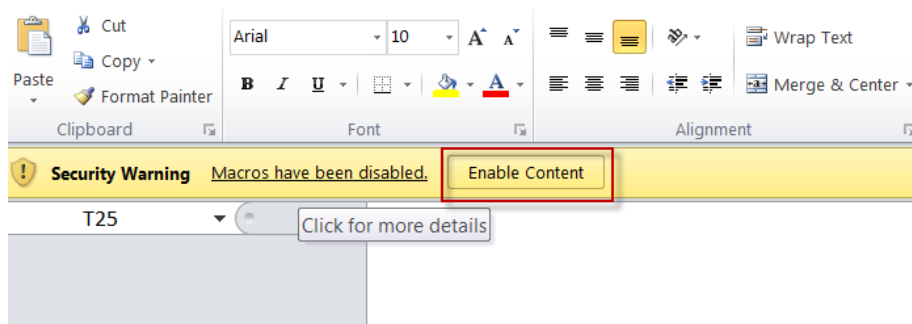 Cut
Copy
Paste
Format Painter
Clipboard
Arial
10
A A
B I U A
Font
Wrap Text
a Merge & Center
Alignment
! Security Warning Macros have been disabled. Enable Content
T25
Click for more details